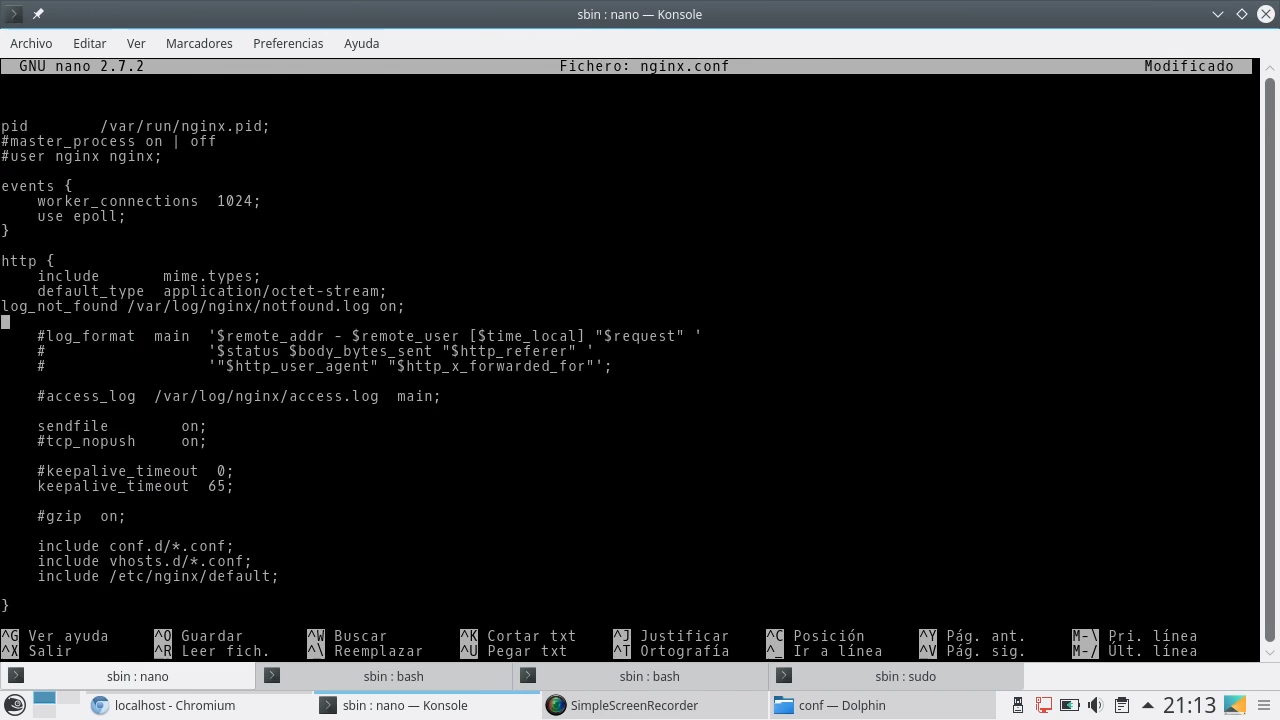 sbin : nano — Konsole
Archivo Editar Ver Marcadores Preferencias Ayuda
GNU nano 2.7.2 Fichero: nginx.conf Modificado
pid        /var/run/nginx.pid;
#master_process on | off
#user nginx nginx;
events {
    worker_connections  1024;
    use epoll;
}
http {
    include       mime.types;
    default_type  application/octet-stream;
log_not_found /var/log/nginx/notfound.log on;
    #log_format  main  '$remote_addr - $remote_user [$time_local] "$request" '
    #                  '$status $body_bytes_sent "$http_referer" '
    #                  '"$http_user_agent" "$http_x_forwarded_for"';
    #access_log  /var/log/nginx/access.log  main;
    sendfile        on;
    #tcp_nopush     on;
    #keepalive_timeout  0;
    keepalive_timeout  65;
    #gzip  on;
    include conf.d/*.conf;
    include vhosts.d/*.conf;
    include /etc/nginx/default;
}
^G Ver ayuda ^O Guardar ^W Buscar ^K Cortar txt ^J Justificar ^C Posición ^Y Pág. ant. M-\ Pri. línea
^X Salir ^R Leer fich. ^\ Reemplazar ^U Pegar txt ^T Ortografía ^_ Ir a línea ^V Pág. sig. M-/ Últ. línea
sbin : nano sbin : bash sbin : bash sbin : sudo
localhost - Chromium sbin : nano — Konsole SimpleScreenRecorder conf — Dolphin 21:13